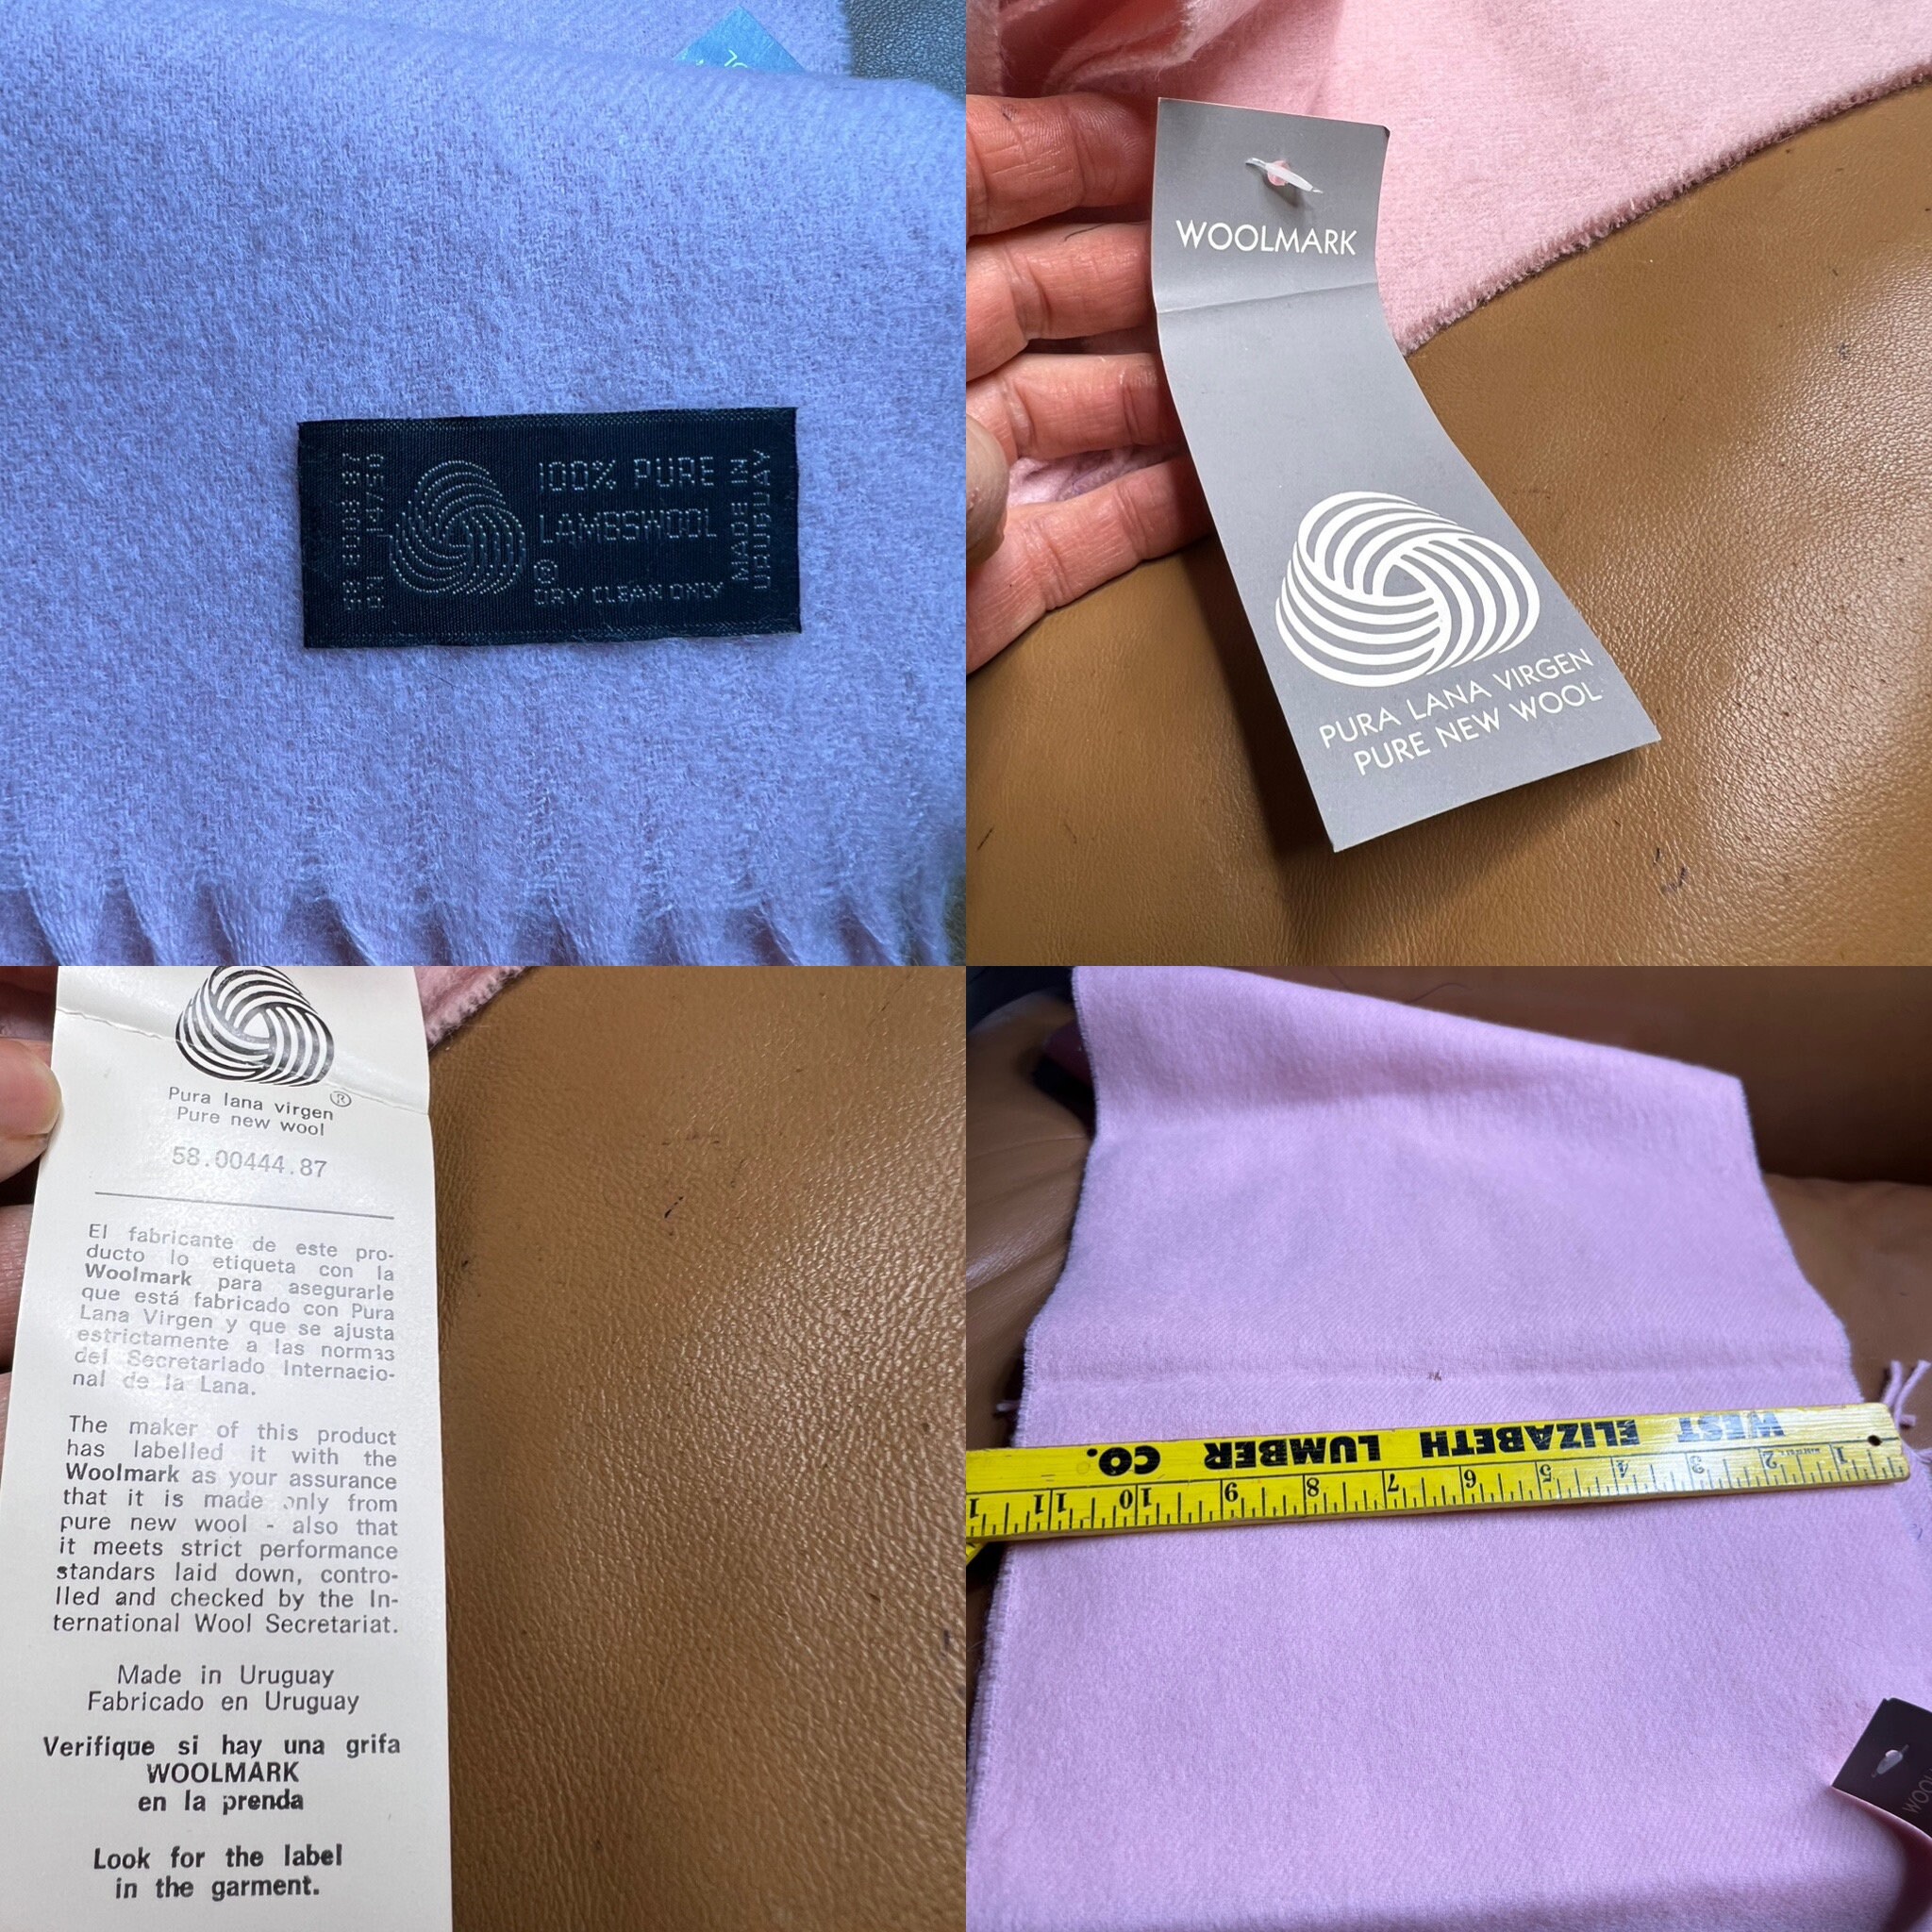 100% PURE
LAMBSWOOL
®
DRY CLEAN ONLY
MADE IN
URUGUAY
WOOLMARK
PURA LANA VIRGEN
PURE NEW WOOL
Pura lana virgen ®
Pure new wool
58.00444.87
El fabricante de este pro-
ducto lo etiqueta con la
Woolmark para asegurarle
que está fabricado con Pura
Lana Virgen y que se ajusta
estrictamente a las normas
del Secretariado Internacio-
nal de la Lana.
The maker of this product
has labelled it with the
Woolmark as your assurance
that it is made only from
pure new wool - also that
it meets strict performance
standars laid down, contro-
lled and checked by the In-
ternational Wool Secretariat.
Made in Uruguay
Fabricado en Uruguay
Verifique si hay una grifa
WOOLMARK
en la prenda
Look for the label
in the garment.
WEST ELIZABETH LUMBER CO.
1 2 3 4 5 6 7 8 9 10 11